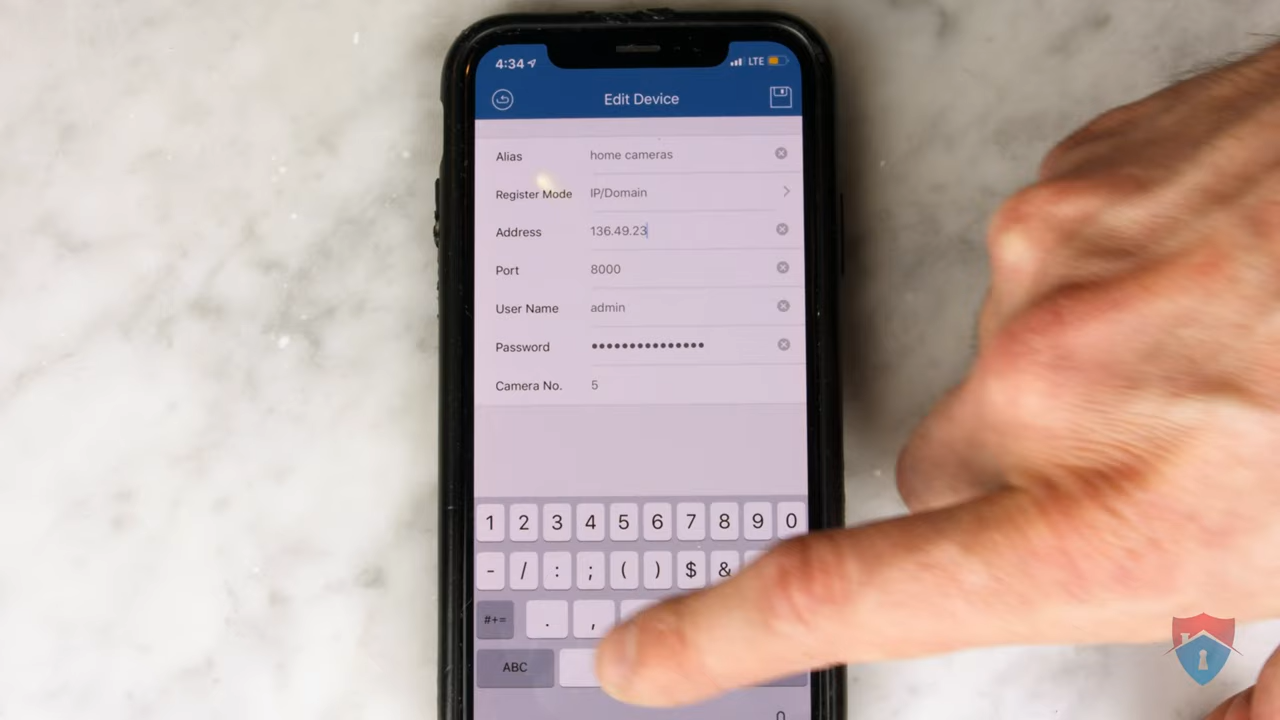 4:34 LTE
Edit Device
Alias home cameras
Register Mode IP/Domain
Address 136.49.23
Port 8000
User Name admin
Password •••••••••••••••
Camera No. 5
1 2 3 4 5 6 7 8 9 0
- / : ; ( ) $ &
#+= . ,
ABC